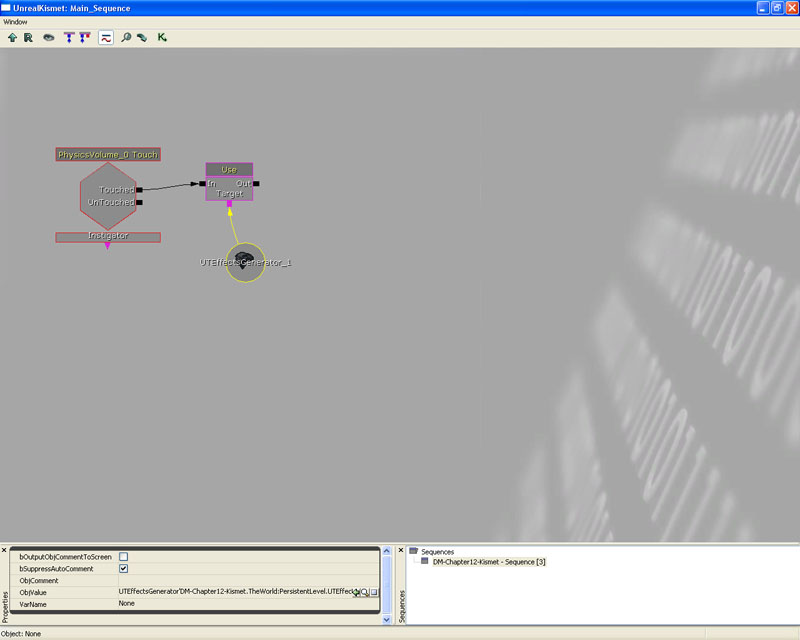 UnrealKismet: Main_Sequence
Window
PhysicsVolume_0 Touch
Touched
UnTouched
Instigator
Use
In Out
Target
UTEffectsGenerator_1
Properties
bOutputObjCommentToScreen
bSuppressAutoComment
ObjComment
ObjValue UTEffectsGenerator'DM-Chapter12-Kismet.TheWorld:PersistentLevel.UTEffect
VarName None
Sequences
Sequences
DM-Chapter12-Kismet - Sequence [3]
Object: None